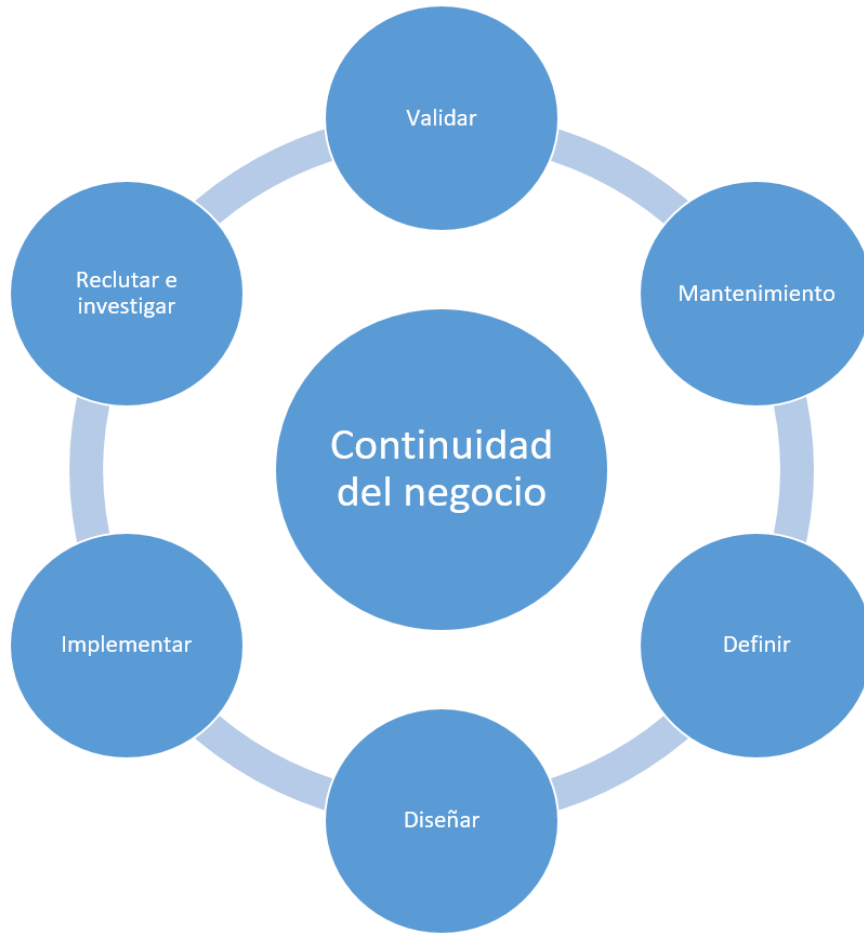 Validar
Reclutar e
investigar
Mantenimiento
Continuidad
del negocio
Implementar
Definir
Diseñar